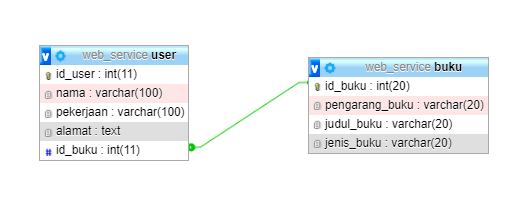 v web_service user
id_user : int(11)
nama : varchar(100)
pekerjaan : varchar(100)
alamat : text
# id_buku : int(11)
v web_service buku
id_buku : int(20)
pengarang_buku : varchar(20)
judul_buku : varchar(20)
jenis_buku : varchar(20)